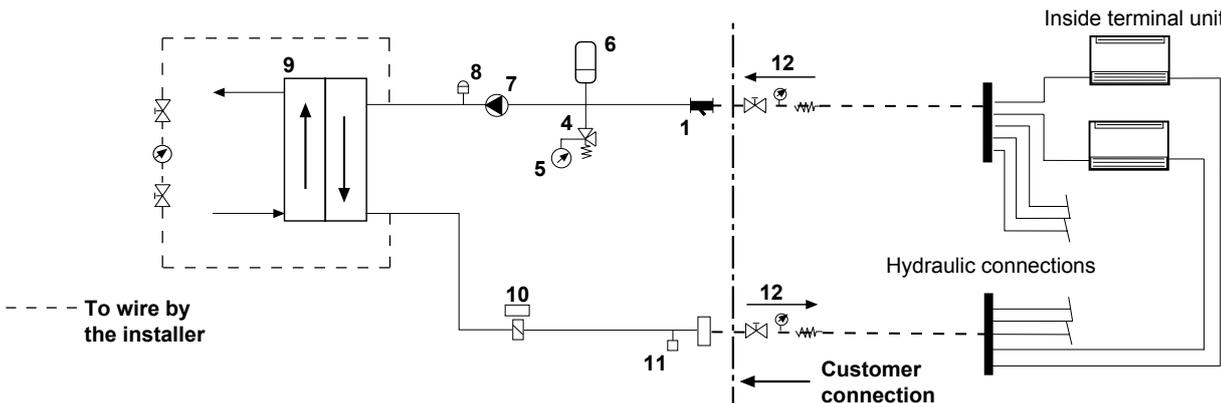 Inside terminal unit
9
8
7
6
12
4
5
1
Hydraulic connections
To wire by
the installer
10
12
11
Customer
connection